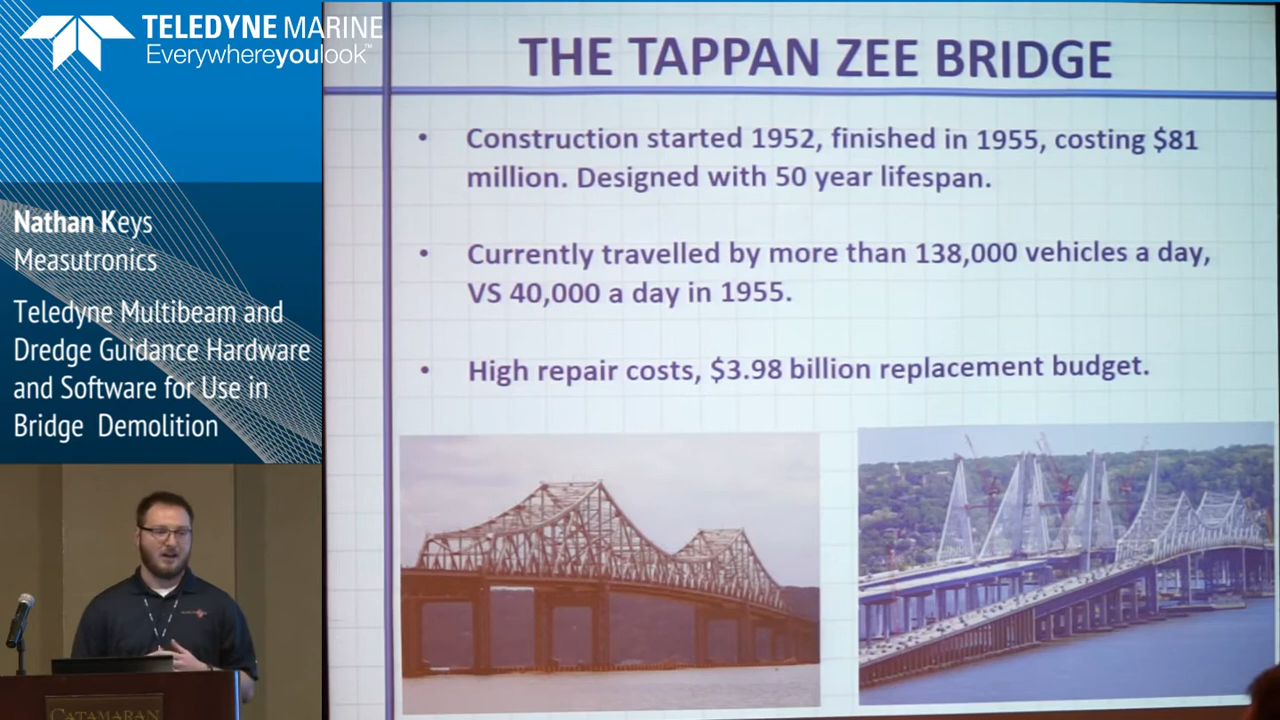 TELEDYNE MARINE
Everywhereyoulook™
Nathan Keys
Measutronics
Teledyne Multibeam and
Dredge Guidance Hardware
and Software for Use in
Bridge Demolition
THE TAPPAN ZEE BRIDGE
• Construction started 1952, finished in 1955, costing $81
million. Designed with 50 year lifespan.
• Currently travelled by more than 138,000 vehicles a day,
VS 40,000 a day in 1955.
• High repair costs, $3.98 billion replacement budget.
CATAMARAN